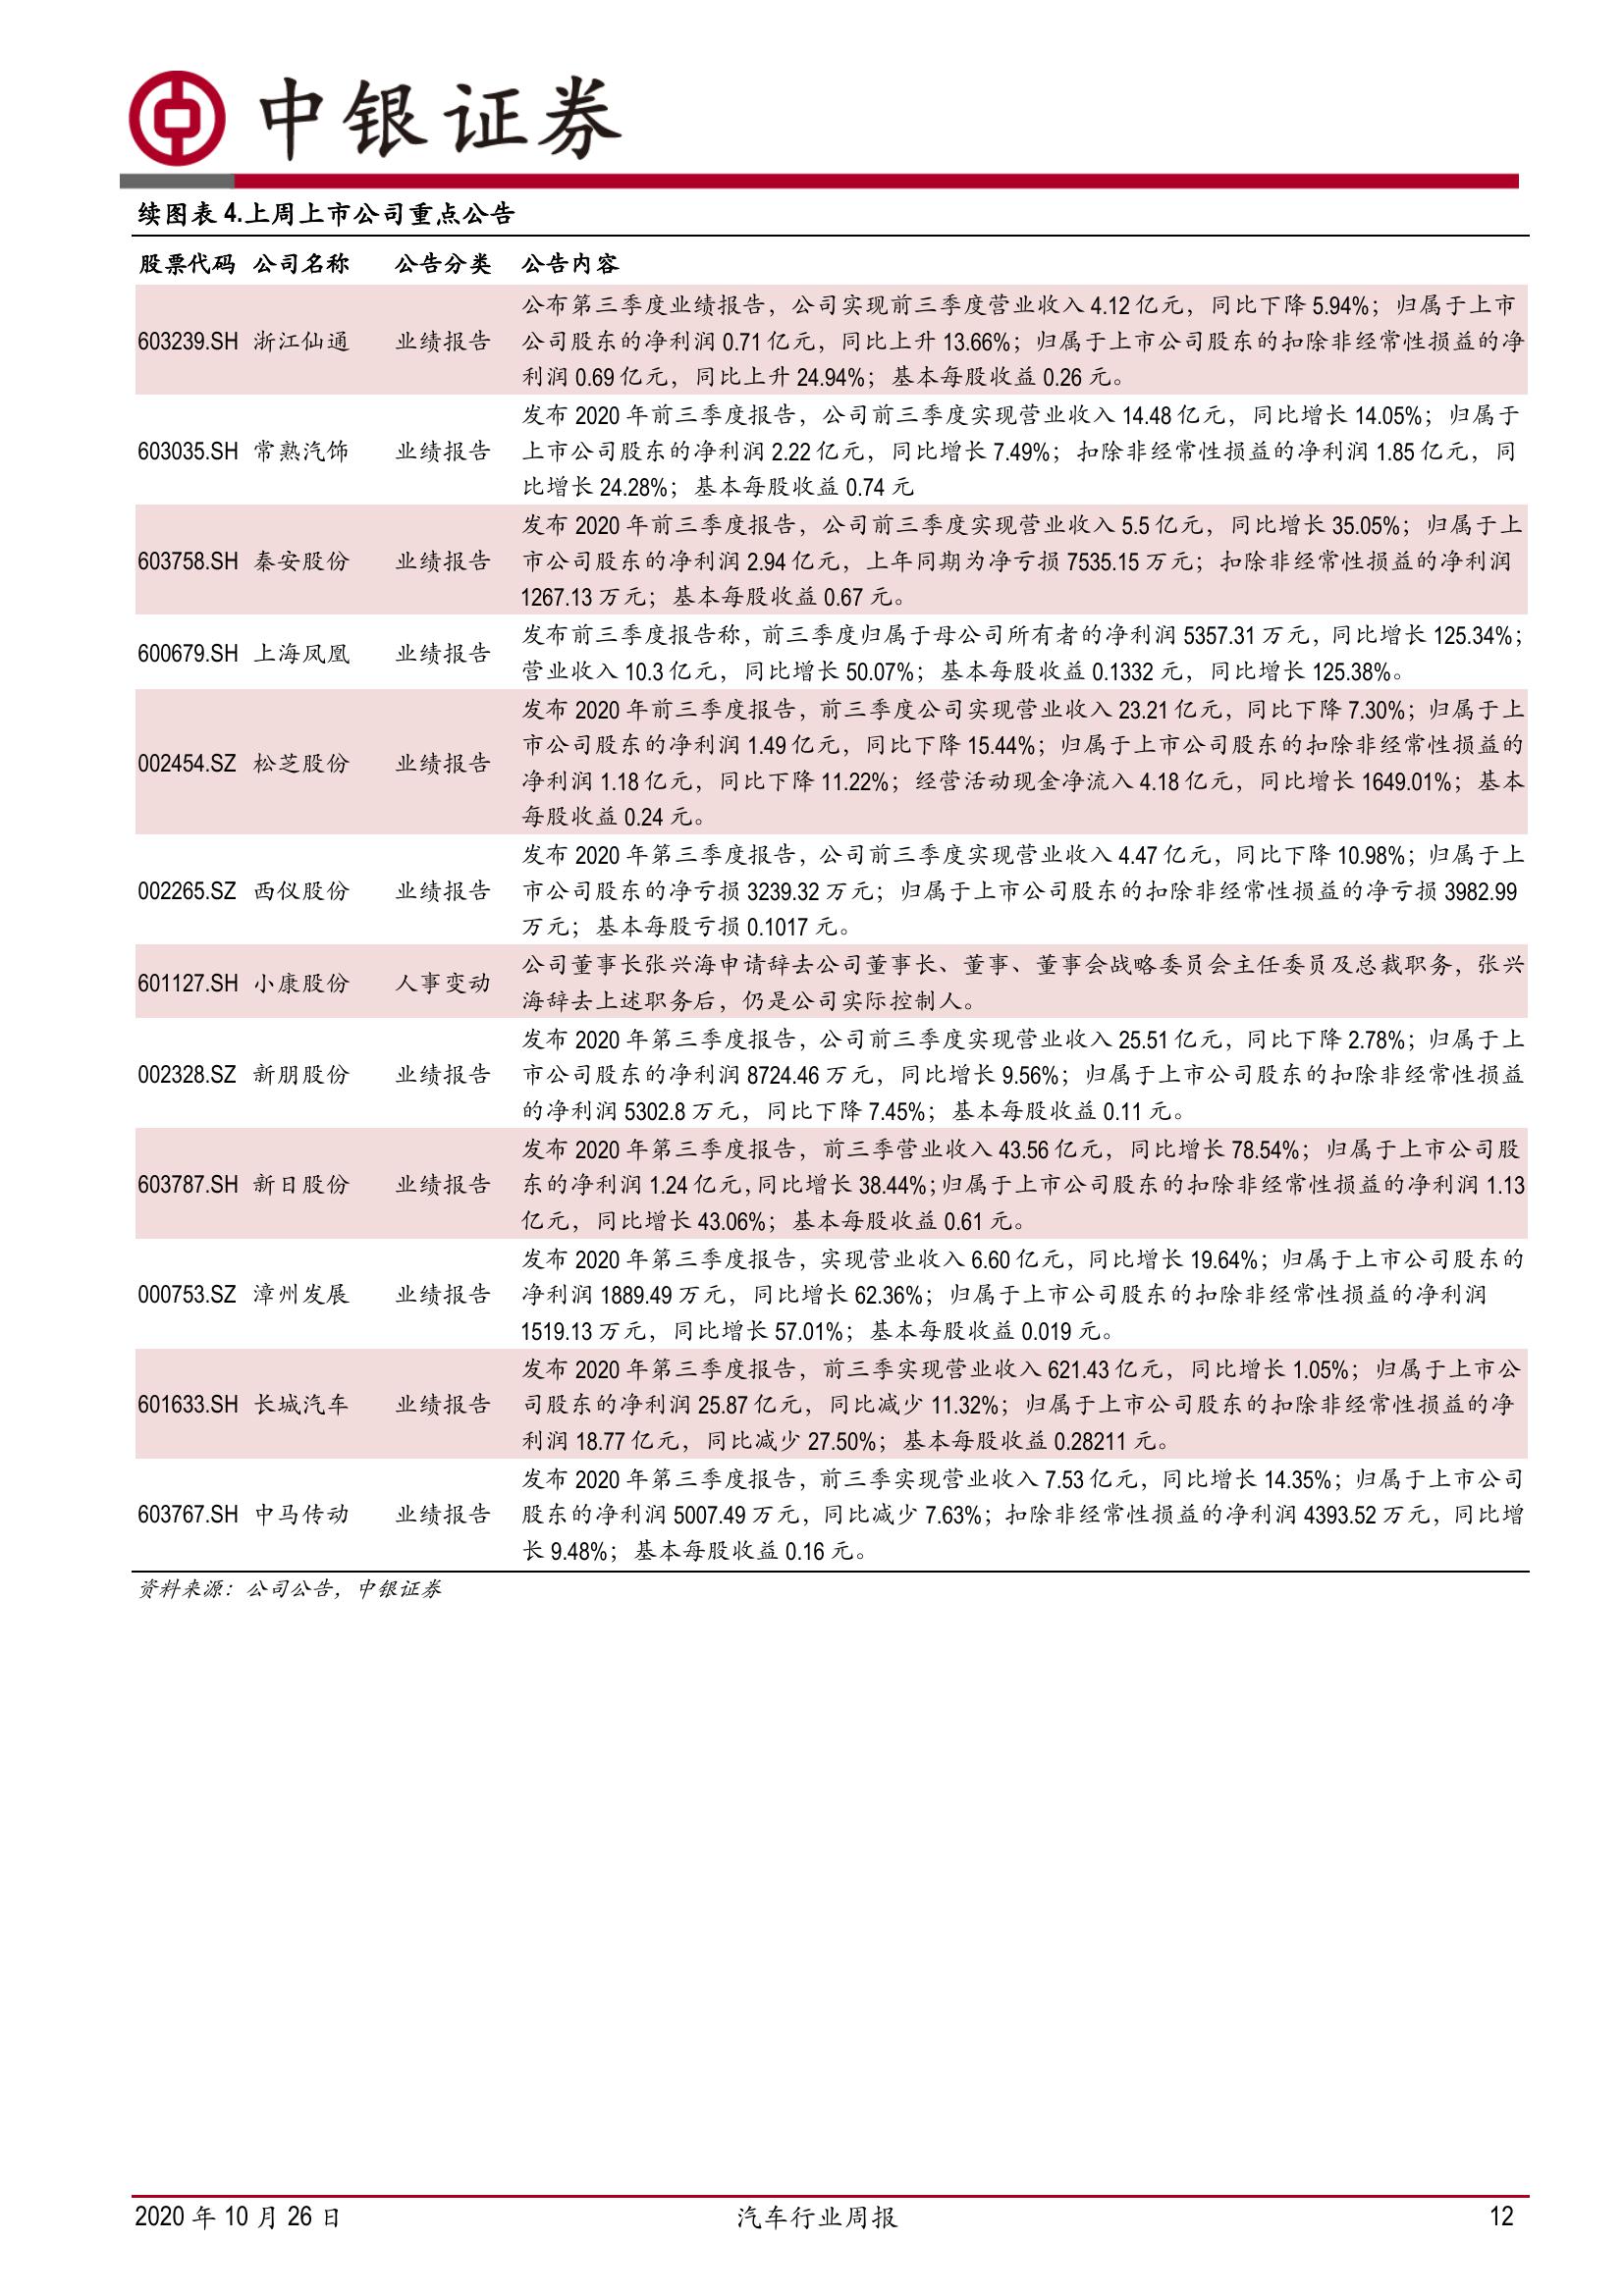 中银证券
续图表 4.上周上市公司重点公告
股票代码 公司名称 公告分类 公告内容
603239.SH 浙江仙通 业绩报告 公布第三季度业绩报告，公司实现前三季度营业收入 4.12 亿元，同比下降 5.94%；归属于上市
公司股东的净利润 0.71 亿元，同比上升 13.66%；归属于上市公司股东的扣除非经常性损益的净
利润 0.69 亿元，同比上升 24.94%；基本每股收益 0.26 元。
603035.SH 常熟汽饰 业绩报告 发布 2020 年前三季度报告，公司前三季度实现营业收入 14.48 亿元，同比增长 14.05%；归属于
上市公司股东的净利润 2.22 亿元，同比增长 7.49%；扣除非经常性损益的净利润 1.85 亿元，同
比增长 24.28%；基本每股收益 0.74 元
603758.SH 秦安股份 业绩报告 发布 2020 年前三季度报告，公司前三季度实现营业收入 5.5 亿元，同比增长 35.05%；归属于上
市公司股东的净利润 2.94 亿元，上年同期为净亏损 7535.15 万元；扣除非经常性损益的净利润
1267.13 万元；基本每股收益 0.67 元。
600679.SH 上海凤凰 业绩报告 发布前三季度报告称，前三季度归属于母公司所有者的净利润 5357.31 万元，同比增长 125.34%；
营业收入 10.3 亿元，同比增长 50.07%；基本每股收益 0.1332 元，同比增长 125.38%。
002454.SZ 松芝股份 业绩报告 发布 2020 年前三季度报告，前三季度公司实现营业收入 23.21 亿元，同比下降 7.30%；归属于上
市公司股东的净利润 1.49 亿元，同比下降 15.44%；归属于上市公司股东的扣除非经常性损益的
净利润 1.18 亿元，同比下降 11.22%；经营活动现金净流入 4.18 亿元，同比增长 1649.01%；基本
每股收益 0.24 元。
002265.SZ 西仪股份 业绩报告 发布 2020 年第三季度报告，公司前三季度实现营业收入 4.47 亿元，同比下降 10.98%；归属于上
市公司股东的净亏损 3239.32 万元；归属于上市公司股东的扣除非经常性损益的净亏损 3982.99
万元；基本每股亏损 0.1017 元。
601127.SH 小康股份 人事变动 公司董事长张兴海申请辞去公司董事长、董事、董事会战略委员会主任委员及总裁职务，张兴
海辞去上述职务后，仍是公司实际控制人。
002328.SZ 新朋股份 业绩报告 发布 2020 年第三季度报告，公司前三季度实现营业收入 25.51 亿元，同比下降 2.78%；归属于上
市公司股东的净利润 8724.46 万元，同比增长 9.56%；归属于上市公司股东的扣除非经常性损益
的净利润 5302.8 万元，同比下降 7.45%；基本每股收益 0.11 元。
603787.SH 新日股份 业绩报告 发布 2020 年第三季度报告，前三季营业收入 43.56 亿元，同比增长 78.54%；归属于上市公司股
东的净利润 1.24 亿元，同比增长 38.44%；归属于上市公司股东的扣除非经常性损益的净利润 1.13
亿元，同比增长 43.06%；基本每股收益 0.61 元。
000753.SZ 漳州发展 业绩报告 发布 2020 年第三季度报告，实现营业收入 6.60 亿元，同比增长 19.64%；归属于上市公司股东的
净利润 1889.49 万元，同比增长 62.36%；归属于上市公司股东的扣除非经常性损益的净利润
1519.13 万元，同比增长 57.01%；基本每股收益 0.019 元。
601633.SH 长城汽车 业绩报告 发布 2020 年第三季度报告，前三季实现营业收入 621.43 亿元，同比增长 1.05%；归属于上市公
司股东的净利润 25.87 亿元，同比减少 11.32%；归属于上市公司股东的扣除非经常性损益的净
利润 18.77 亿元，同比减少 27.50%；基本每股收益 0.28211 元。
603767.SH 中马传动 业绩报告 发布 2020 年第三季度报告，前三季实现营业收入 7.53 亿元，同比增长 14.35%；归属于上市公司
股东的净利润 5007.49 万元，同比减少 7.63%；扣除非经常性损益的净利润 4393.52 万元，同比增
长 9.48%；基本每股收益 0.16 元。
资料来源：公司公告，中银证券
2020 年 10 月 26 日 汽车行业周报 12